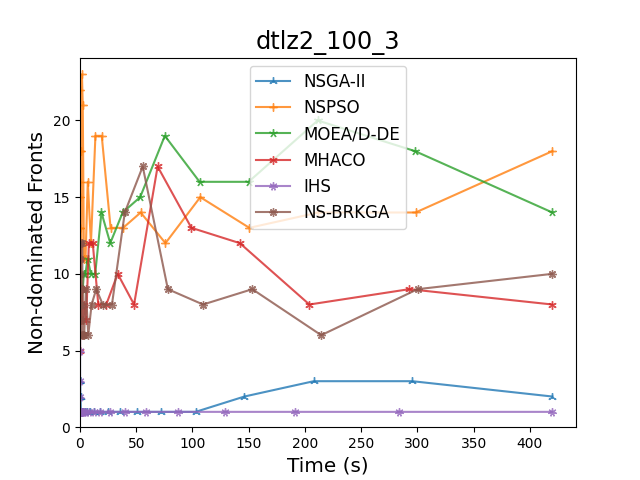 dtlz2_100_3
NSGA-II
NSPSO
MOEA/D-DE
MHACO
IHS
NS-BRKGA
Non-dominated Fronts
20
15
10
5
0
0 50 100 150 200 250 300 350 400
Time (s)